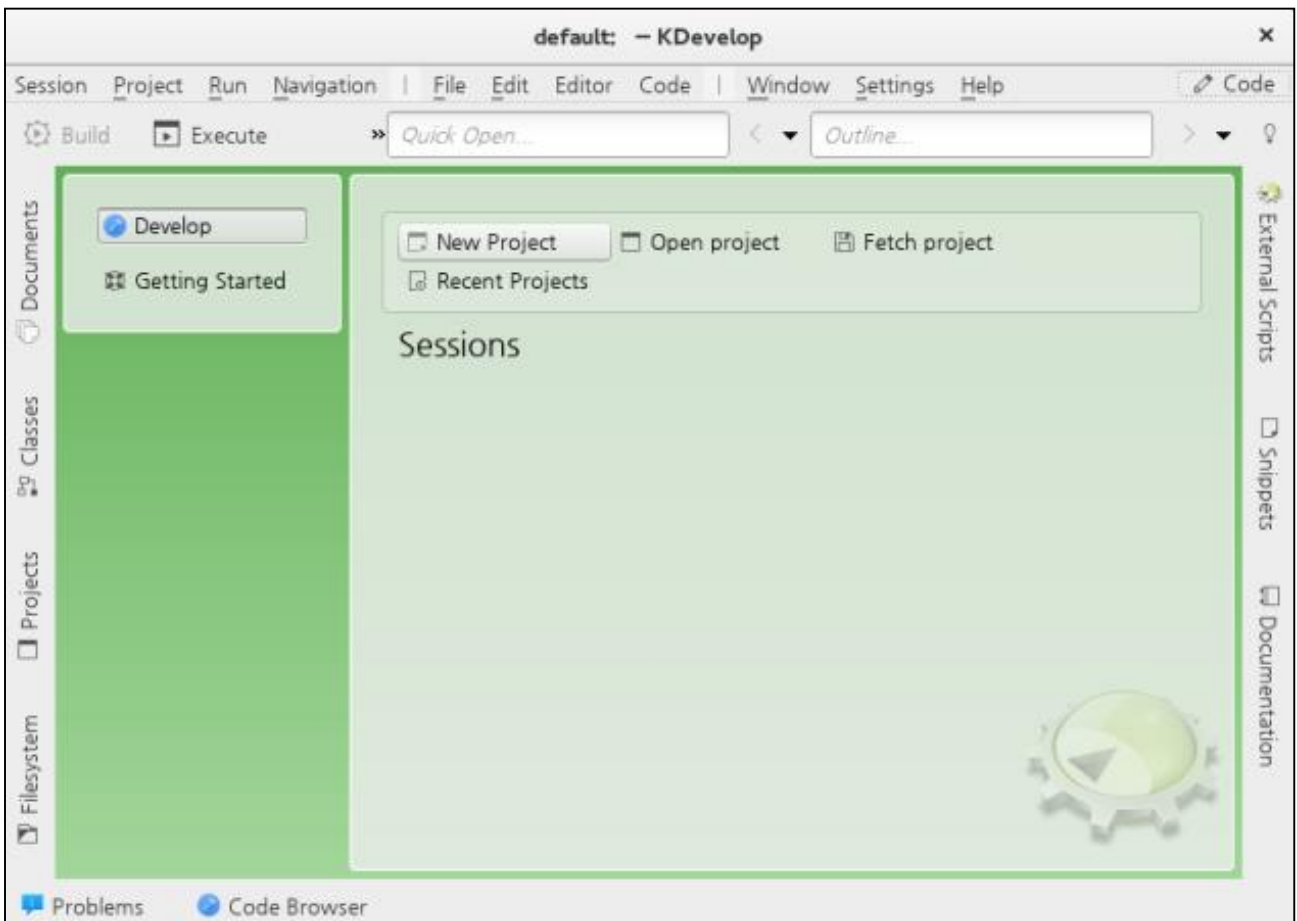 default: — KDevelop ×
Session Project Run Navigation | File Edit Editor Code | Window Settings Help Code
Build Execute » Quick Open... < Outline... >
Documents
Classes
Projects
Filesystem
Develop
Getting Started
New Project Open project Fetch project
Recent Projects
Sessions
External Scripts
Snippets
Documentation
Problems Code Browser